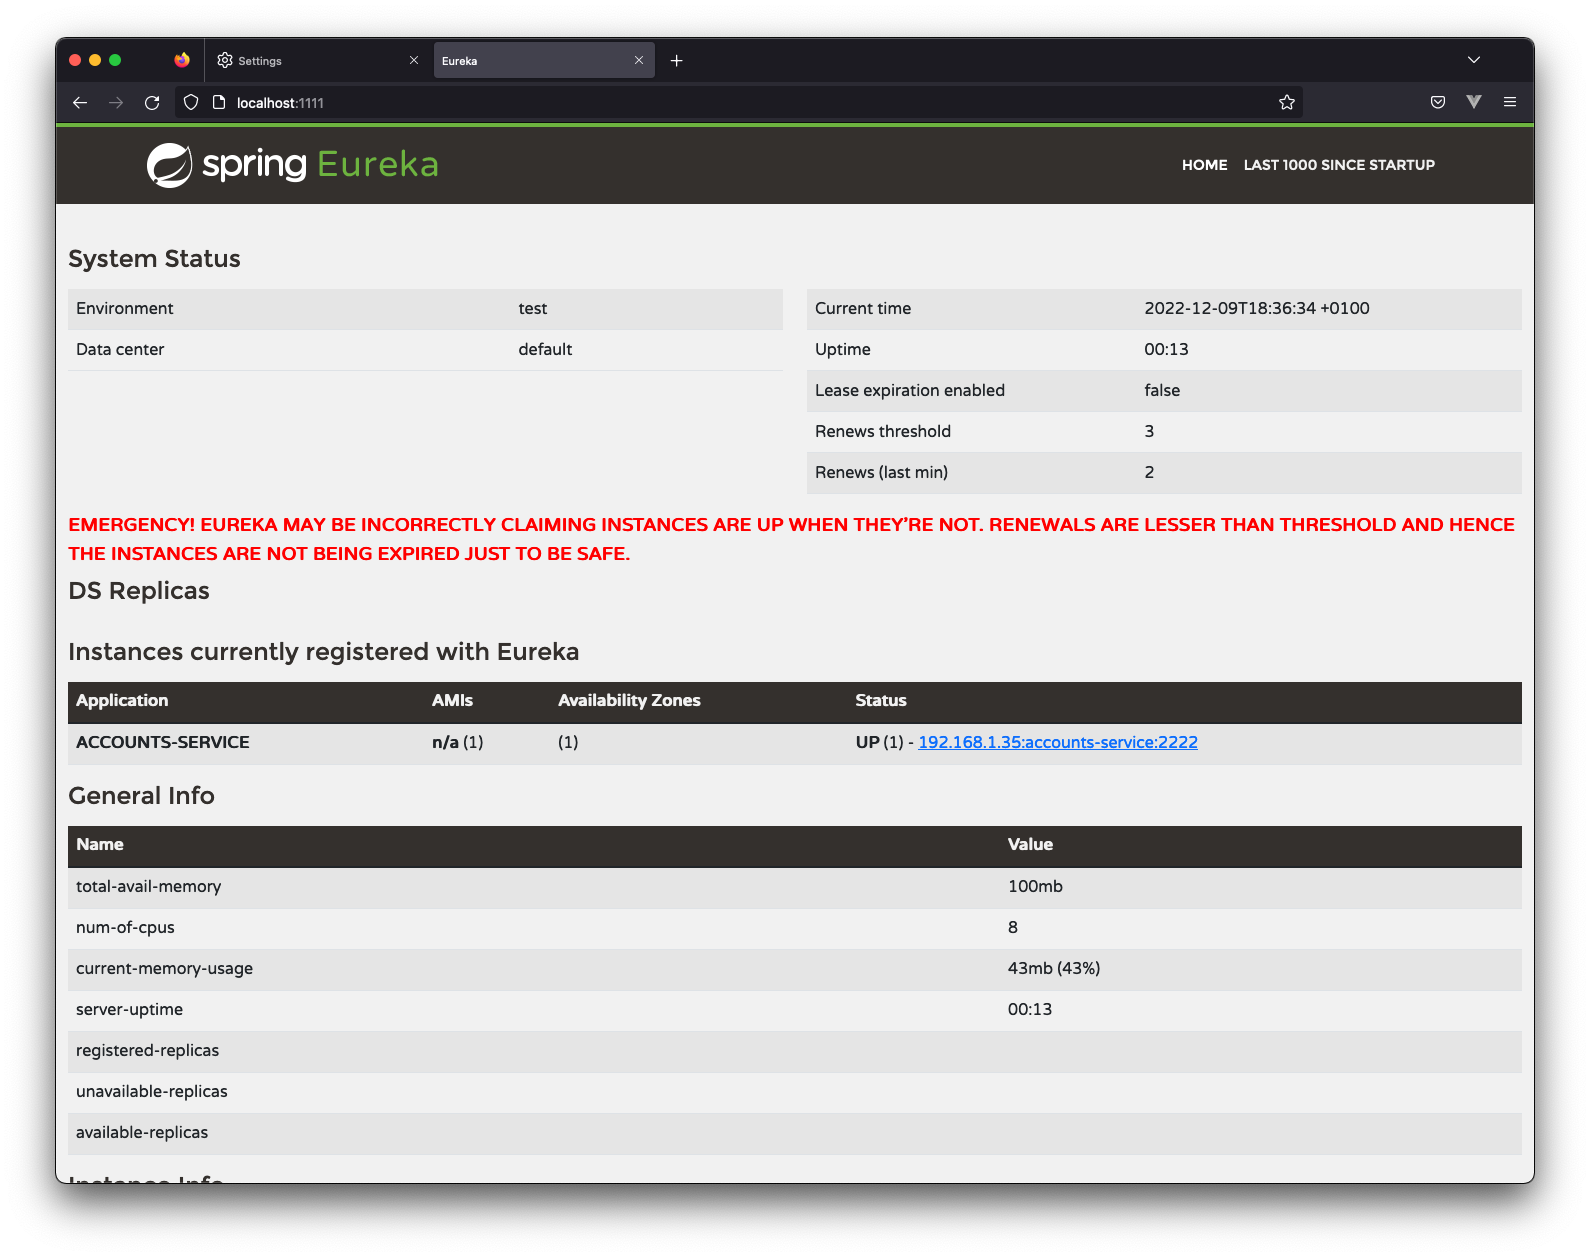 Settings
Eureka
localhost:1111
spring Eureka
HOME LAST 1000 SINCE STARTUP
System Status
Environment test
Data center default
Current time 2022-12-09T18:36:34 +0100
Uptime 00:13
Lease expiration enabled false
Renews threshold 3
Renews (last min) 2
EMERGENCY! EUREKA MAY BE INCORRECTLY CLAIMING INSTANCES ARE UP WHEN THEY'RE NOT. RENEWALS ARE LESSER THAN THRESHOLD AND HENCE
THE INSTANCES ARE NOT BEING EXPIRED JUST TO BE SAFE.
DS Replicas
Instances currently registered with Eureka
Application AMIs Availability Zones Status
ACCOUNTS-SERVICE n/a (1) (1) UP (1) - 192.168.1.35:accounts-service:2222
General Info
Name Value
total-avail-memory 100mb
num-of-cpus 8
current-memory-usage 43mb (43%)
server-uptime 00:13
registered-replicas
unavailable-replicas
available-replicas
Instance Info